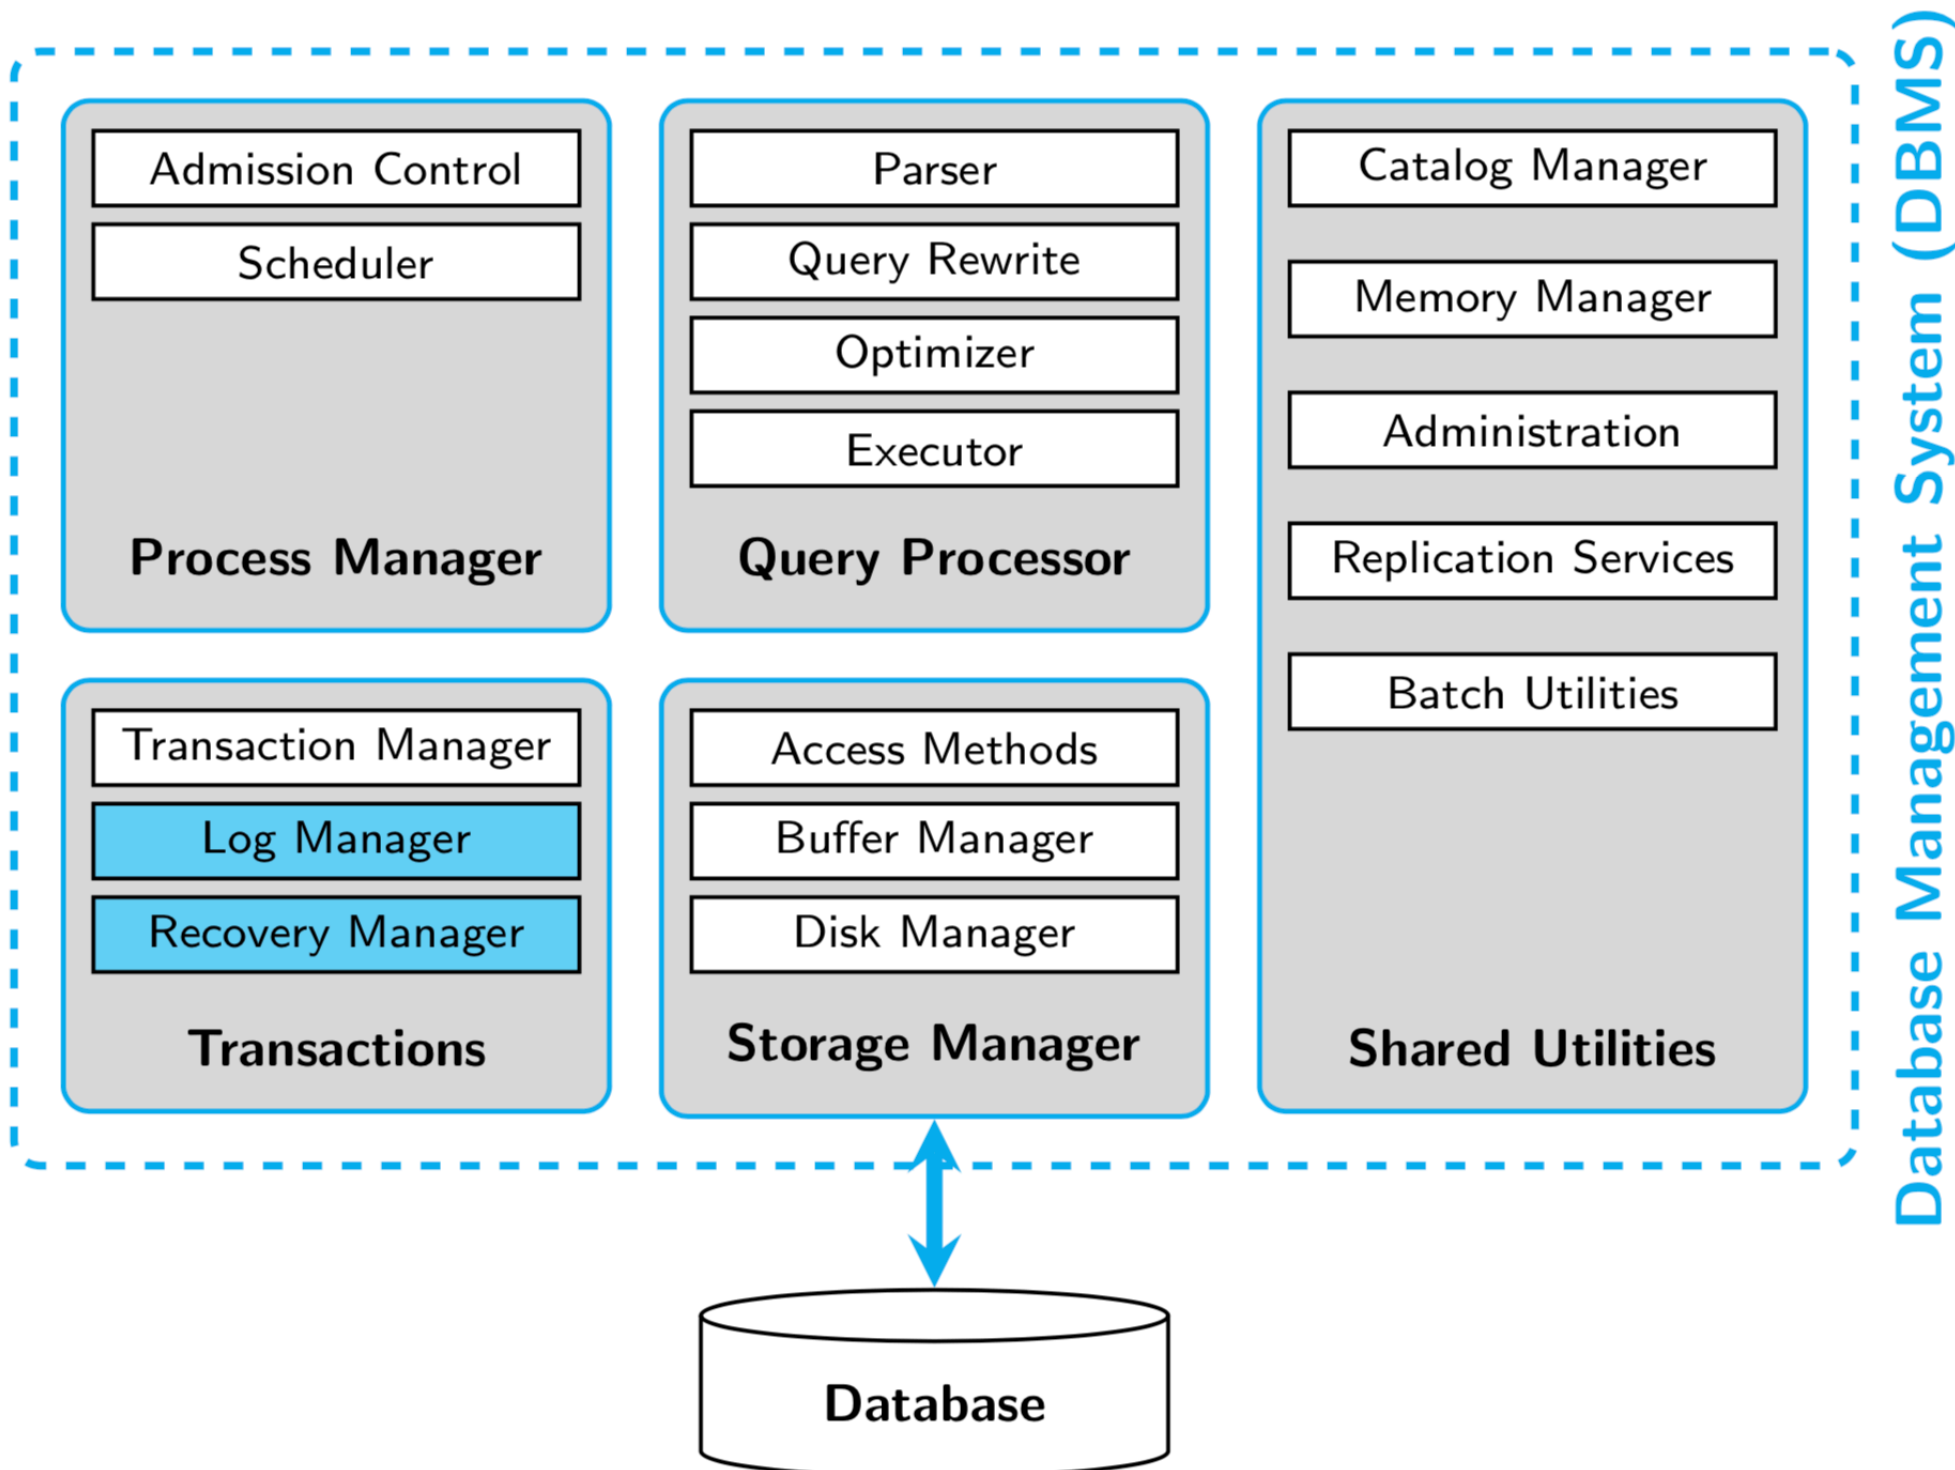 Admission Control
Scheduler
Process Manager
Parser
Query Rewrite
Optimizer
Executor
Query Processor
Catalog Manager
Memory Manager
Administration
Replication Services
Batch Utilities
Shared Utilities
Transaction Manager
Log Manager
Recovery Manager
Transactions
Access Methods
Buffer Manager
Disk Manager
Storage Manager
Database
Database Management System (DBMS)